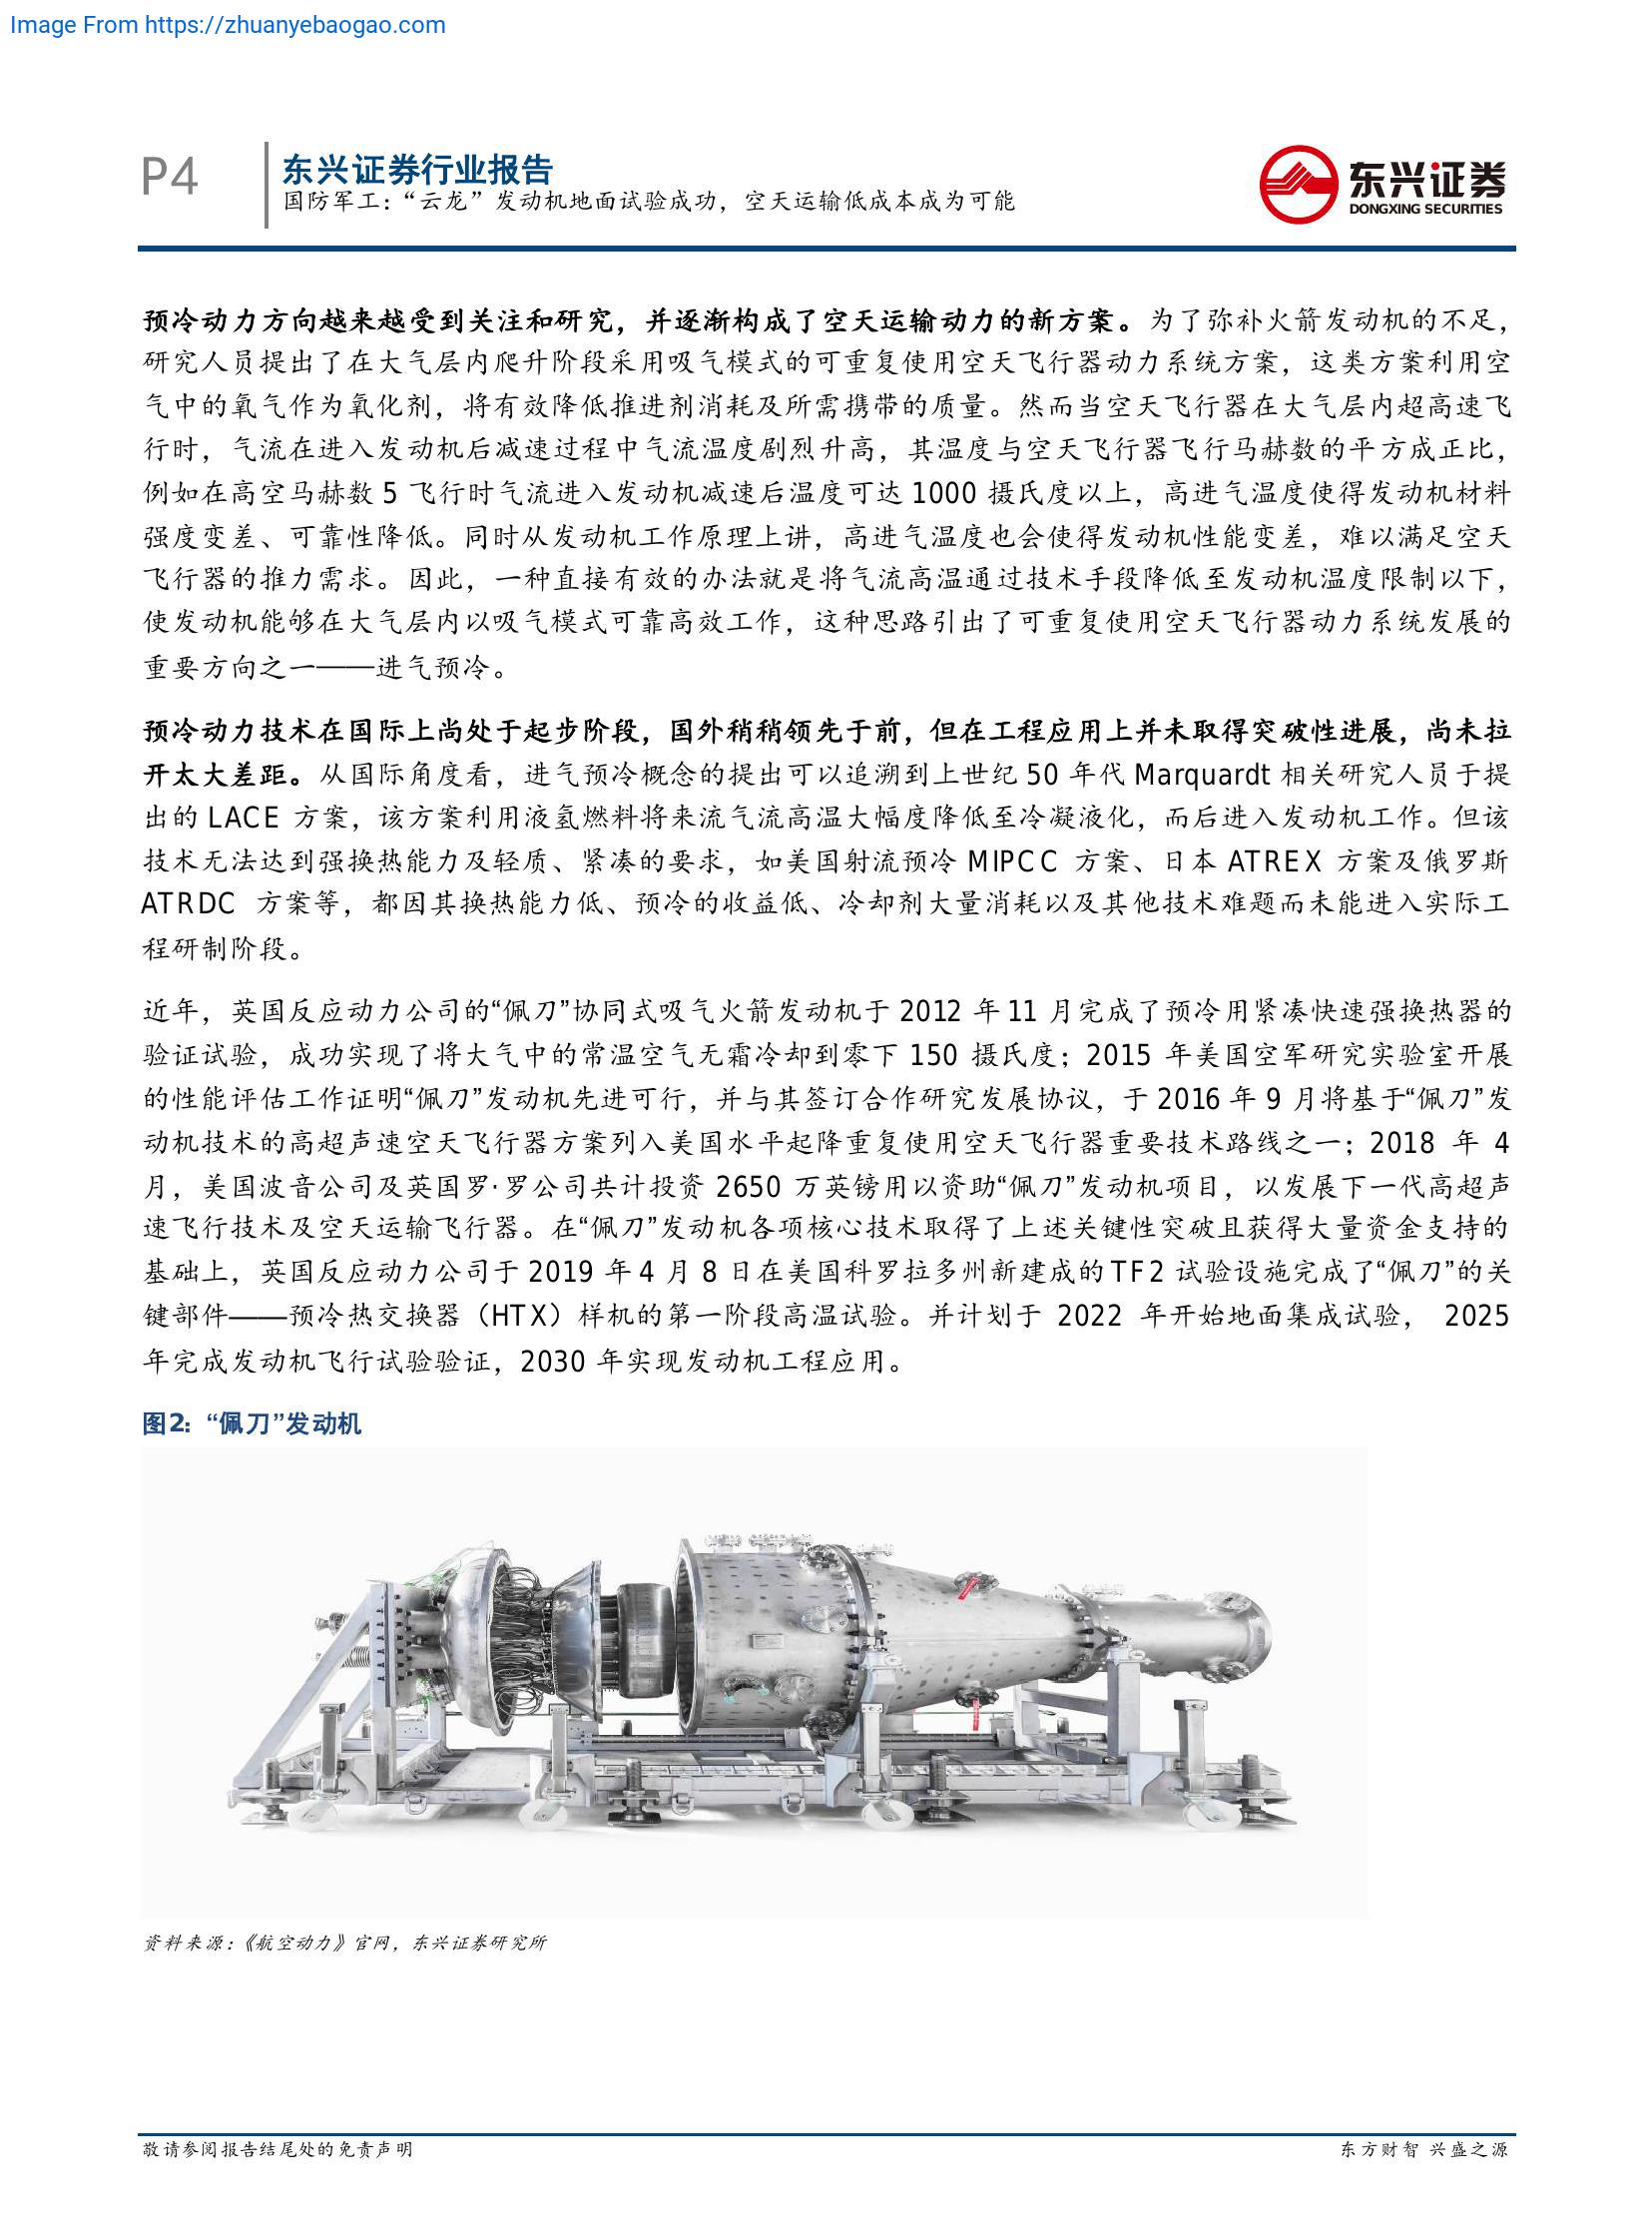 Image From https://zhuanyebaogao.com
P4
东兴证券行业报告
国防军工：“云龙”发动机地面试验成功，空天运输低成本成为可能
东兴证券
DONGXING SECURITIES
预冷动力方向越来越受到关注和研究，并逐渐构成了空天运输动力的新方案。为了弥补火箭发动机的不足，
研究人员提出了在大气层内爬升阶段采用吸气模式的可重复使用空天飞行器动力系统方案，这类方案利用空
气中的氧气作为氧化剂，将有效降低推进剂消耗及所需携带的质量。然而当空天飞行器在大气层内超高速飞
行时，气流在进入发动机后减速过程中气流温度剧烈升高，其温度与空天飞行器飞行马赫数的平方成正比，
例如在高空马赫数 5 飞行时气流进入发动机减速后温度可达 1000 摄氏度以上，高进气温度使得发动机材料
强度变差、可靠性降低。同时从发动机工作原理上讲，高进气温度也会使得发动机性能变差，难以满足空天
飞行器的推力需求。因此，一种直接有效的办法就是将气流高温通过技术手段降低至发动机温度限制以下，
使发动机能够在大气层内以吸气模式可靠高效工作，这种思路引出了可重复使用空天飞行器动力系统发展的
重要方向之一——进气预冷。
预冷动力技术在国际上尚处于起步阶段，国外稍稍领先于前，但在工程应用上并未取得突破性进展，尚未拉
开太大差距。从国际角度看，进气预冷概念的提出可以追溯到上世纪 50 年代 Marquardt 相关研究人员于提
出的 LACE 方案，该方案利用液氢燃料将来流气流高温大幅度降低至冷凝液化，而后进入发动机工作。但该
技术无法达到强换热能力及轻质、紧凑的要求，如美国射流预冷 MIPCC 方案、日本 ATREX 方案及俄罗斯
ATRDC 方案等，都因其换热能力低、预冷的收益低、冷却剂大量消耗以及其他技术难题而未能进入实际工
程研制阶段。
近年，英国反应动力公司的“佩刀”协同式吸气火箭发动机于 2012 年 11 月完成了预冷用紧凑快速强换热器的
验证试验，成功实现了将大气中的常温空气无霜冷却到零下 150 摄氏度；2015 年美国空军研究实验室开展
的性能评估工作证明“佩刀”发动机先进可行，并与其签订合作研究发展协议，于 2016 年 9 月将基于“佩刀”发
动机技术的高超声速空天飞行器方案列入美国水平起降重复使用空天飞行器重要技术路线之一；2018 年 4
月，美国波音公司及英国罗·罗公司共计投资 2650 万英镑用以资助“佩刀”发动机项目，以发展下一代高超声
速飞行技术及空天运输飞行器。在“佩刀”发动机各项核心技术取得了上述关键性突破且获得大量资金支持的
基础上，英国反应动力公司于 2019 年 4 月 8 日在美国科罗拉多州新建成的 TF2 试验设施完成了“佩刀”的关
键部件——预冷热交换器（HTX）样机的第一阶段高温试验。并计划于 2022 年开始地面集成试验， 2025
年完成发动机飞行试验验证，2030 年实现发动机工程应用。
图2：“佩刀”发动机
资料来源：《航空动力》官网，东兴证券研究所
敬请参阅报告结尾处的免责声明
东方财智 兴盛之源